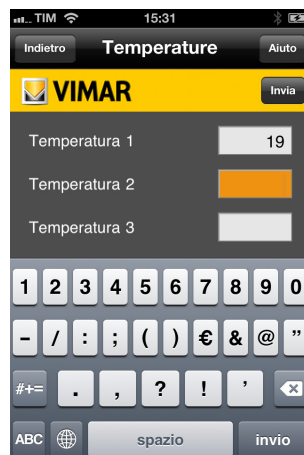 TIM 15:31
Indietro Temperature Aiuto
VIMAR Invia
Temperatura 1 19
Temperatura 2
Temperatura 3
1 2 3 4 5 6 7 8 9 0
- / : ; ( ) € & @ ”
#+= . , ? ! ’
ABC spazio invio